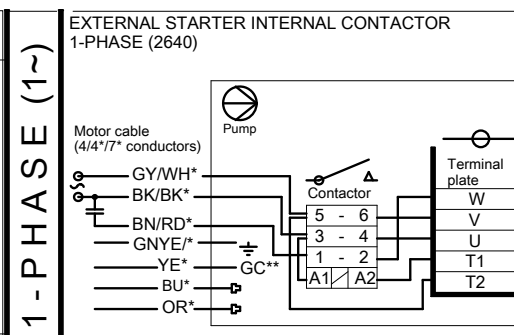 EXTERNAL STARTER INTERNAL CONTACTOR
1-PHASE (2640)
1-PHASE (1~)
Pump
Motor cable
(4/4*/7* conductors)
GY/WH*
BK/BK*
BN/RD*
GNYE/*
YE*
GC**
BU*
OR*
Contactor
5 - 6
3 - 4
1 - 2
A1 A2
Terminal
plate
W
V
U
T1
T2